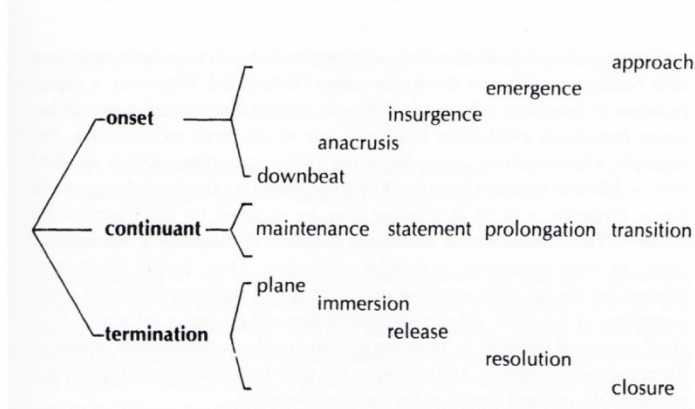 approach
emergence
onset
insurgence
anacrusis
downbeat
continuant maintenance statement prolongation transition
plane
immersion
termination
release
resolution
closure